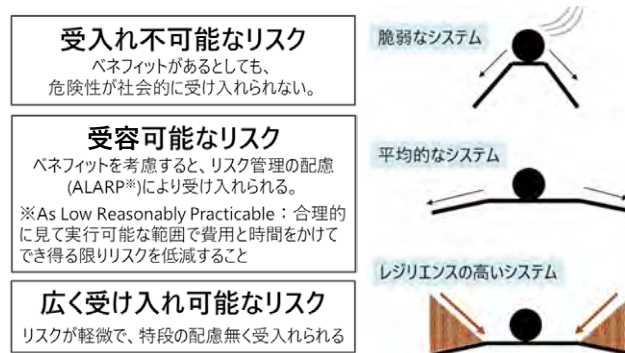 受入れ不可能なリスク
ベネフィットがあるとしても、
危険性が社会的に受け入れられない。
受容可能なリスク
ベネフィットを考慮すると、リスク管理の配慮
(ALARP※)により受け入れられる。
※As Low Reasonably Practicable：合理的
に見て実行可能な範囲で費用と時間をかけて
でき得る限りリスクを低減すること
広く受け入れ可能なリスク
リスクが軽微で、特段の配慮無く受入れられる
脆弱なシステム
平均的なシステム
レジリエンスの高いシステム